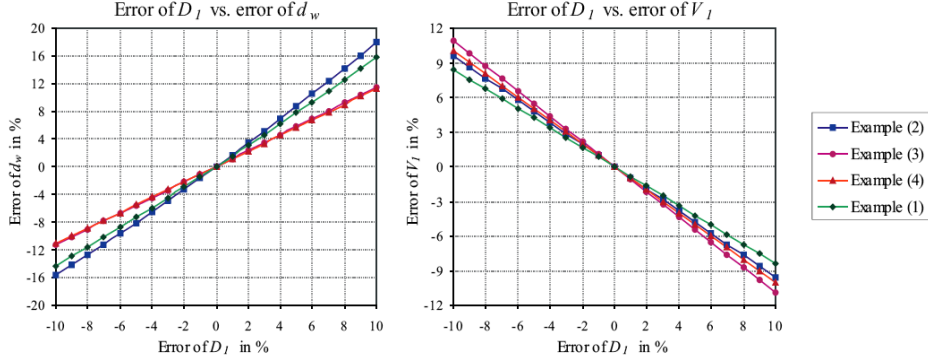 Error of D1 vs. error of dw
Error of dw in %
20
16
12
8
4
0
-4
-8
-12
-16
-20
-10 -8 -6 -4 -2 0 2 4 6 8 10
Error of D1 in %
Error of D1 vs. error of V1
Error of V1 in %
12
9
6
3
0
-3
-6
-9
-12
-10 -8 -6 -4 -2 0 2 4 6 8 10
Error of D1 in %
Example (2)
Example (3)
Example (4)
Example (1)